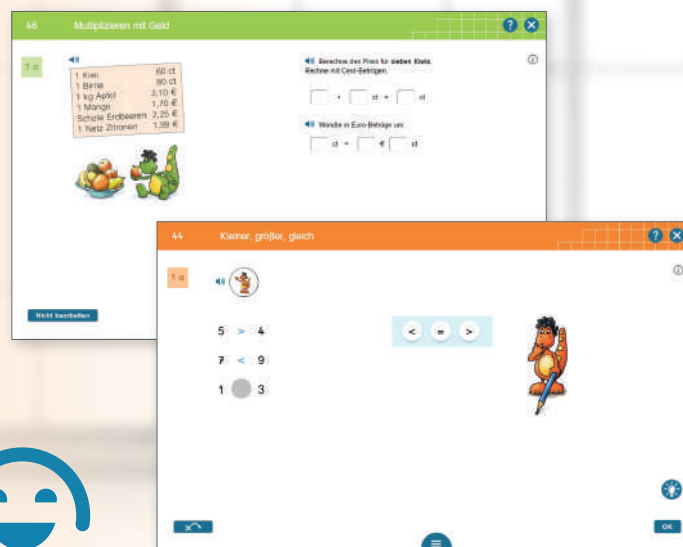 46 Multiplizieren mit Geld
? ×
1 a
1 Kiwi 60 ct
1 Birne 80 ct
1 kg Äpfel 2,10 €
1 Mango 1,70 €
Schale Erdbeeren 2,25 €
1 Netz Zitronen 1,99 €
Berechne den Preis für sieben Kiwis.
Rechne mit Cent-Beträgen.
· ct = ct
Wandle in Euro-Beträge um:
ct = € ct
Nicht bearbeiten
44 Kleiner, größer, gleich
? ×
1 a
5 > 4
< = >
7 < 9
1 3
OK